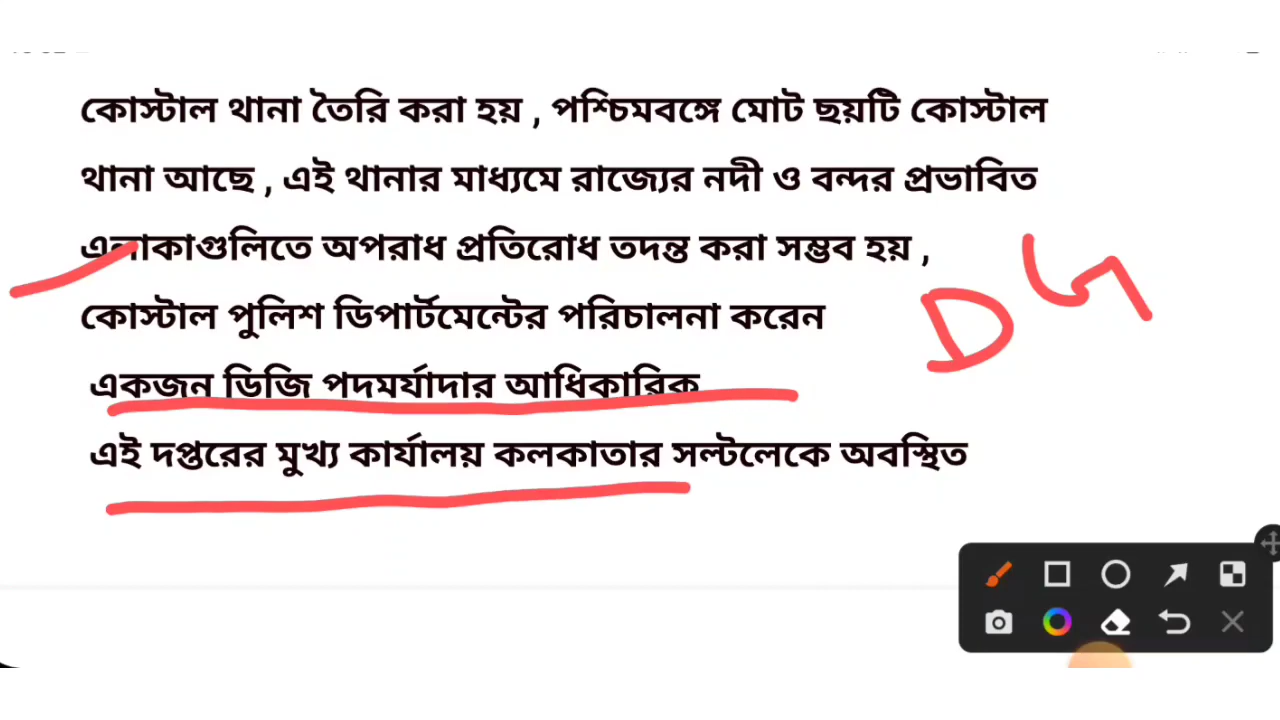 কোস্টাল থানা তৈরি করা হয় , পশ্চিমবঙ্গে মোট ছয়টি কোস্টাল
থানা আছে , এই থানার মাধ্যমে রাজ্যের নদী ও বন্দর প্রভাবিত
এলাকাগুলিতে অপরাধ প্রতিরোধ তদন্ত করা সম্ভব হয় ,
কোস্টাল পুলিশ ডিপার্টমেন্টের পরিচালনা করেন
একজন ডিজি পদমর্যাদার আধিকারিক
এই দপ্তরের মুখ্য কার্যালয় কলকাতার সল্টলেকে অবস্থিত
DG